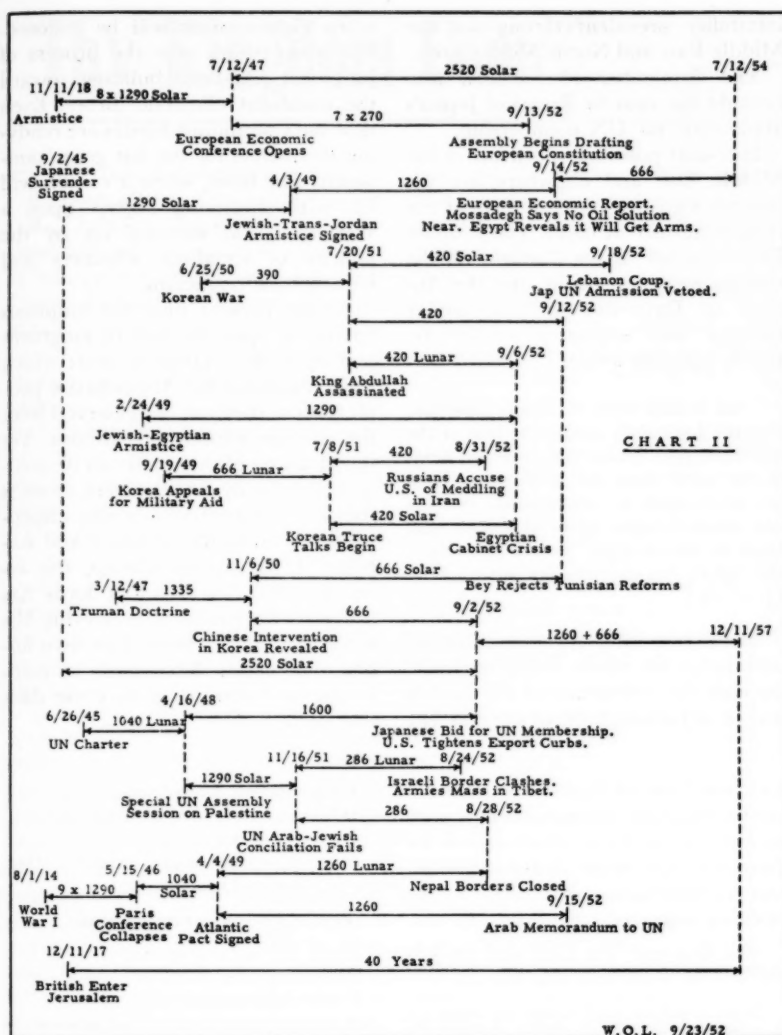 7/12/47 2520 Solar 7/12/54
11/11/18 8 x 1290 Solar
Armistice 7 x 270 9/13/52
European Economic Conference Opens
Assembly Begins Drafting European Constitution
9/2/45 Japanese Surrender Signed
4/3/49 1260 9/14/52 666
1290 Solar
Jewish-Trans-Jordan Armistice Signed
European Economic Report.
Mossadegh Says No Oil Solution
Near. Egypt Reveals it Will Get Arms.
7/20/51 420 Solar 9/18/52
6/25/50 390
Korean War
Lebanon Coup.
Jap UN Admission Vetoed.
420 9/12/52
420 Lunar 9/6/52
King Abdullah
Assassinated
2/24/49 1290
Jewish-Egyptian
Armistice
CHART II
9/19/49 666 Lunar 7/8/51 420 8/31/52
Korea Appeals
for Military Aid
Russians Accuse
U.S. of Meddling
in Iran
420 Solar
Korean Truce
Talks Begin
Egyptian
Cabinet Crisis
11/6/50 666 Solar
Bey Rejects Tunisian Reforms
3/12/47 1335
Truman Doctrine
666 9/2/52
Chinese Intervention
in Korea Revealed
1260 + 666 12/11/57
2520 Solar
4/16/48 1600
6/26/45 1040 Lunar
UN Charter
Japanese Bid for UN Membership.
U.S. Tightens Export Curbs.
1290 Solar 11/16/51 286 Lunar 8/24/52
Special UN Assembly
Session on Palestine
Israeli Border Clashes.
Armies Mass in Tibet.
286 8/28/52
UN Arab-Jewish
Conciliation Fails
8/1/14 9 x 1290 5/15/46 1040 Solar 4/4/49 1260 Lunar
Nepal Borders Closed
World
War I
Paris
Conference
Collapses
1260 9/15/52
Atlantic
Pact Signed
Arab Memorandum to UN
12/11/17 40 Years
British Enter
Jerusalem
W.O.L. 9/23/52